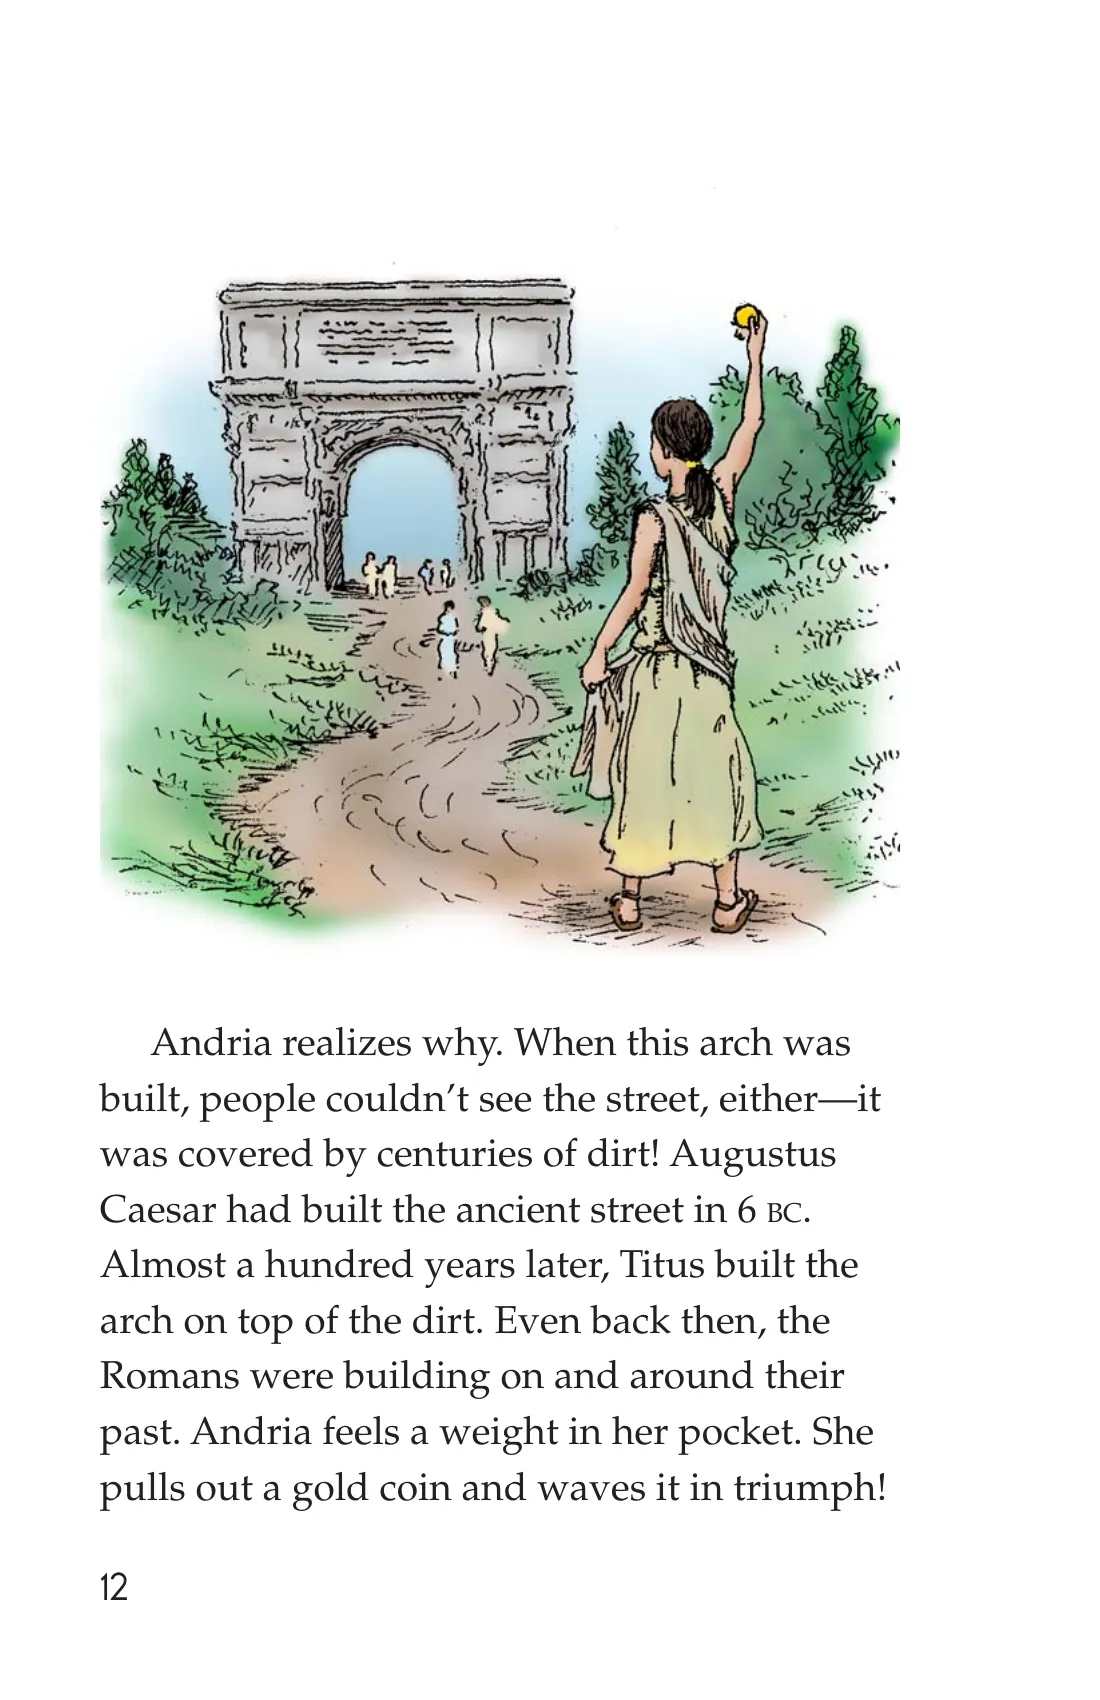 Andria realizes why. When this arch was
built, people couldn’t see the street, either—it
was covered by centuries of dirt! Augustus
Caesar had built the ancient street in 6 BC.
Almost a hundred years later, Titus built the
arch on top of the dirt. Even back then, the
Romans were building on and around their
past. Andria feels a weight in her pocket. She
pulls out a gold coin and waves it in triumph!
12